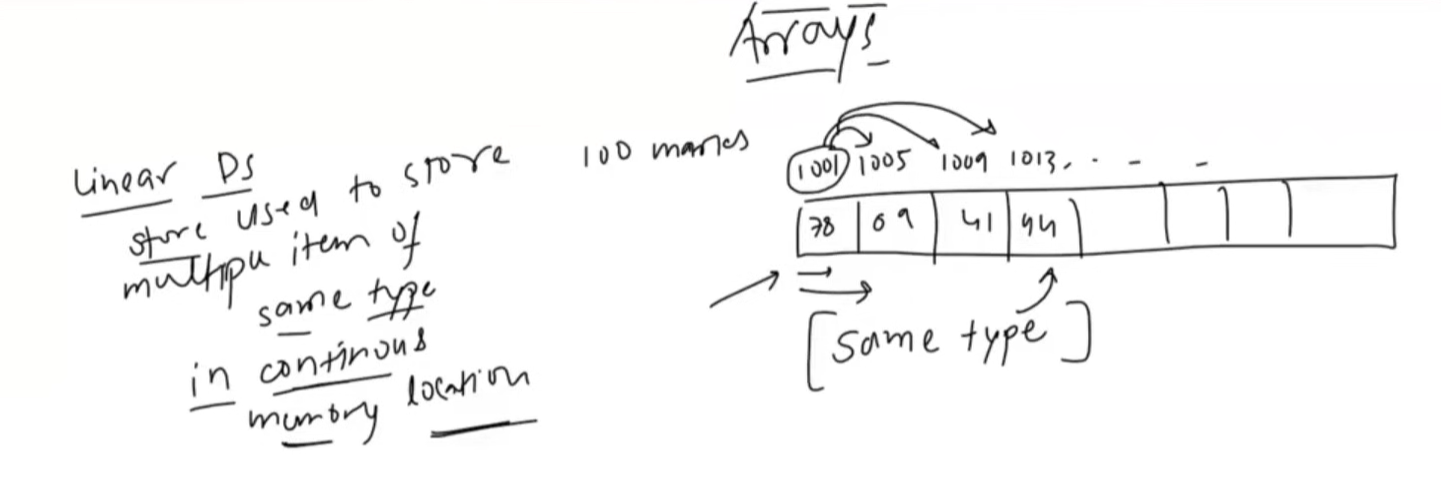 Arrays
Linear DS
store used to store 100 marks
multiple item of
same type
in continous
memory location
1001 1005 1009 1013, . - -
78 69 41 44
[same type]